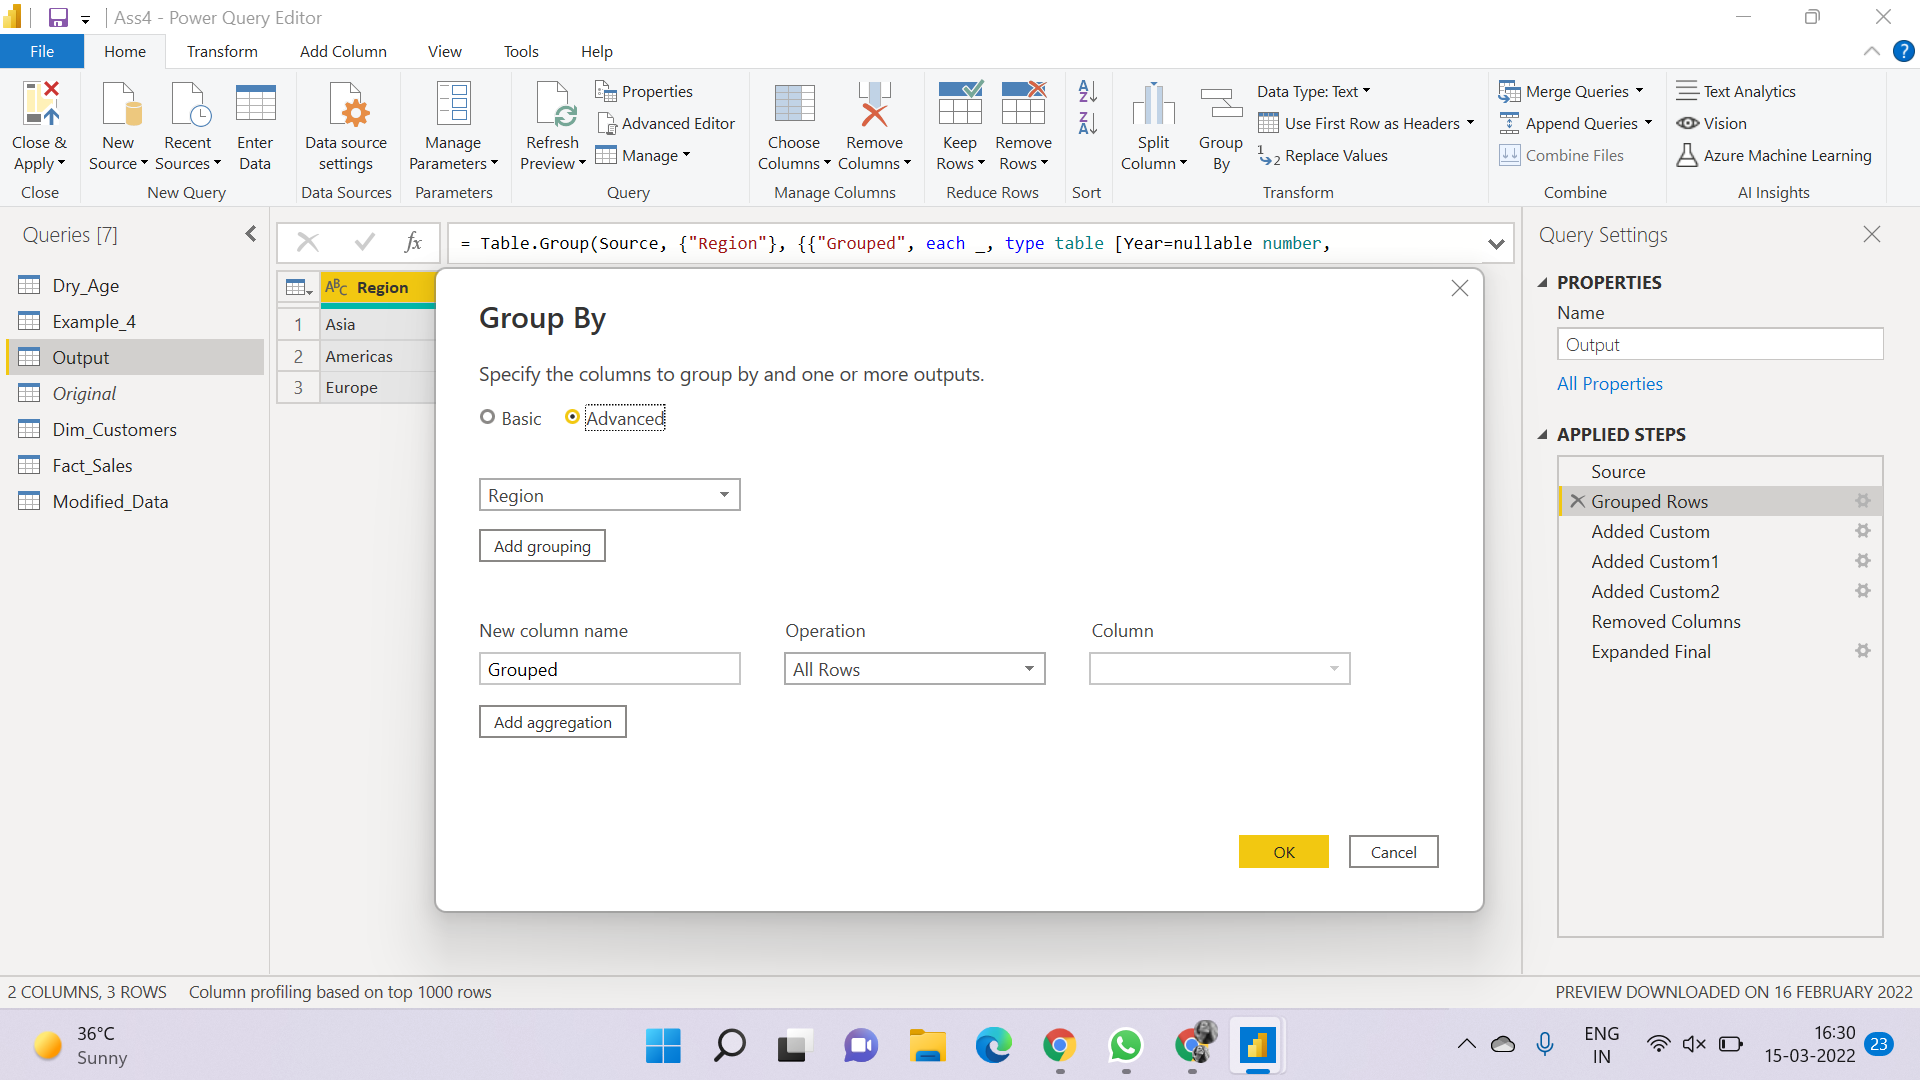 Ass4 - Power Query Editor
File Home Transform Add Column View Tools Help
Close & Apply
New Source
Recent Sources
Enter Data
Data source settings
Manage Parameters
Refresh Preview
Properties
Advanced Editor
Manage
Choose Columns
Remove Columns
Keep Rows
Remove Rows
Split Column
Group By
Data Type: Text
Use First Row as Headers
1 2 Replace Values
Merge Queries
Append Queries
Combine Files
Text Analytics
Vision
Azure Machine Learning
Close New Query Data Sources Parameters Query Manage Columns Reduce Rows Sort Transform Combine AI Insights
Queries [7]
Dry_Age
Example_4
Output
Original
Dim_Customers
Fact_Sales
Modified_Data
fx = Table.Group(Source, {"Region"}, {{"Grouped", each _, type table [Year=nullable number,
ABC Region
1 Asia
2 Americas
3 Europe
Group By
Specify the columns to group by and one or more outputs.
Basic Advanced
Region
Add grouping
New column name Operation Column
Grouped All Rows
Add aggregation
OK Cancel
Query Settings
PROPERTIES
Name
Output
All Properties
APPLIED STEPS
Source
Grouped Rows
Added Custom
Added Custom1
Added Custom2
Removed Columns
Expanded Final
2 COLUMNS, 3 ROWS Column profiling based on top 1000 rows PREVIEW DOWNLOADED ON 16 FEBRUARY 2022
36°C
Sunny
ENG
IN
16:30
15-03-2022
23